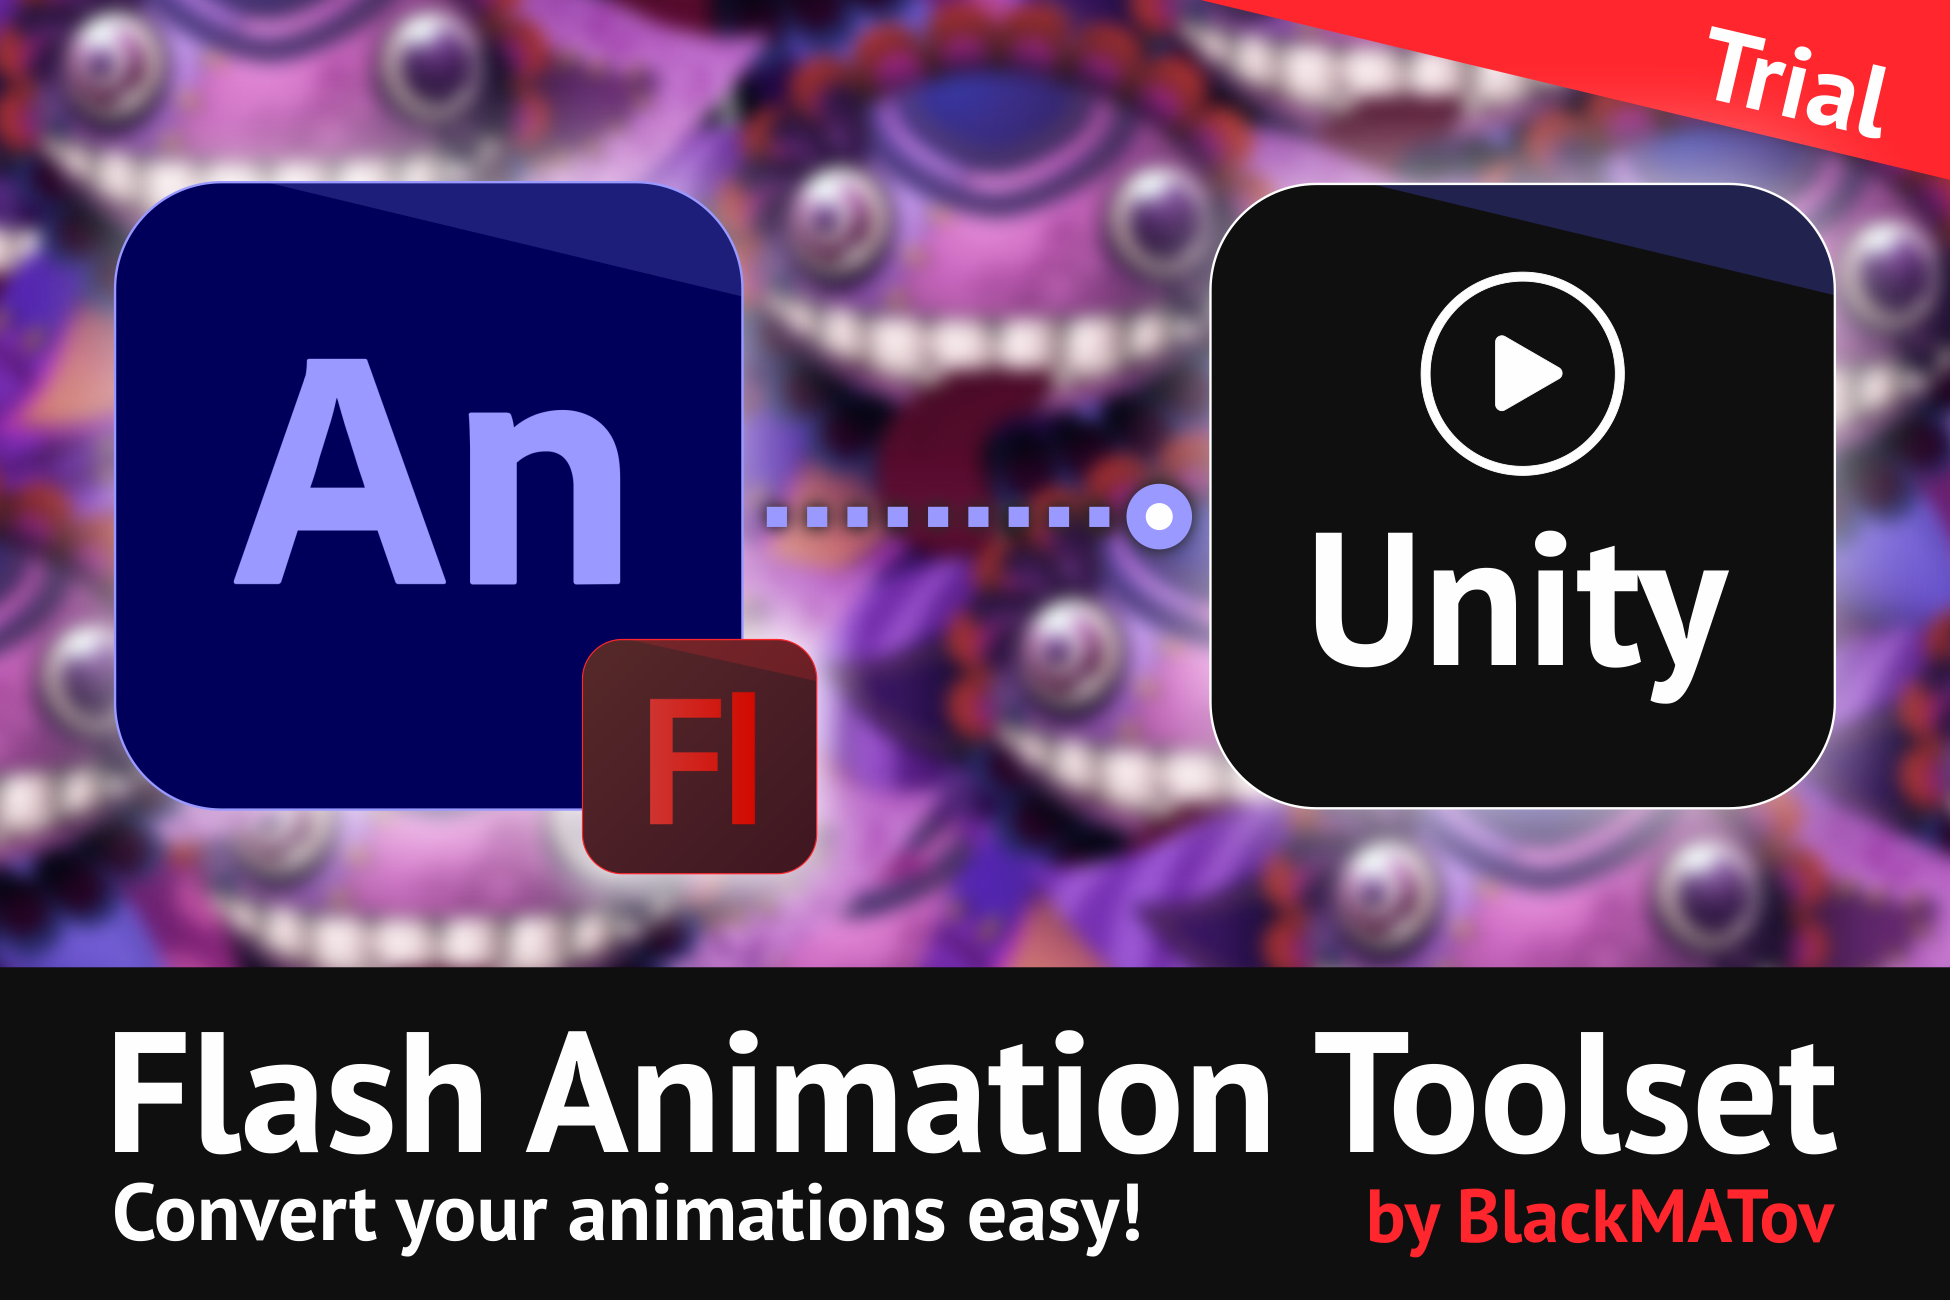 Trial
An
Fl
Unity
Flash Animation Toolset
Convert your animations easy!
by BlackMATov